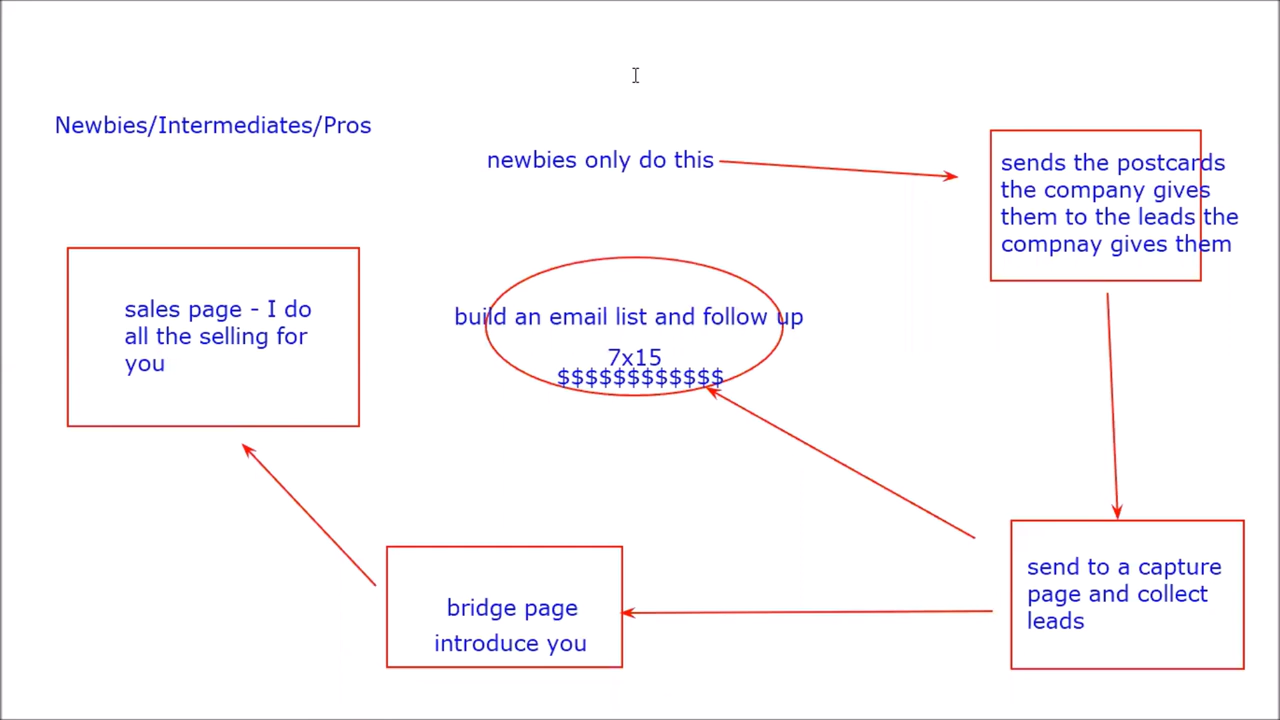 Newbies/Intermediates/Pros
newbies only do this
sends the postcards
the company gives
them to the leads the
compnay gives them
sales page - I do
all the selling for
you
build an email list and follow up
7x15
$$$$$$$$$$$$
send to a capture
page and collect
leads
bridge page
introduce you